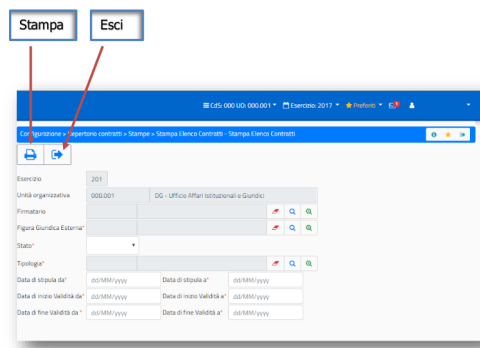 Stampa Esci
CdS: 000 UO: 000.001 Esercizio: 2017 Preferiti
Configurazione > Repertorio contratti > Stampe > Stampa Elenco Contratti - Stampa Elenco Contratti
Esercizio 201
Unità organizzativa 000.001 DG - Ufficio Affari Istituzionali e Giuridici
Firmatario
Figura Giundica Esterna*
Stato*
Tipologia*
Data di stipula da* dd/MM/yyyy Data di stipula a* dd/MM/yyyy
Data di inizio Validità da* dd/MM/yyyy Data di inizio Validità a* dd/MM/yyyy
Data di fine Validità da * dd/MM/yyyy Data di fine Validità a* dd/MM/yyyy